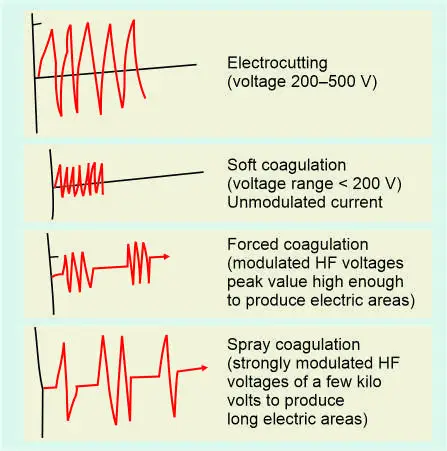 Electrocutting
(voltage 200–500 V)
Soft coagulation
(voltage range < 200 V)
Unmodulated current
Forced coagulation
(modulated HF voltages
peak value high enough
to produce electric areas)
Spray coagulation
(strongly modulated HF
voltages of a few kilo
volts to produce
long electric areas)